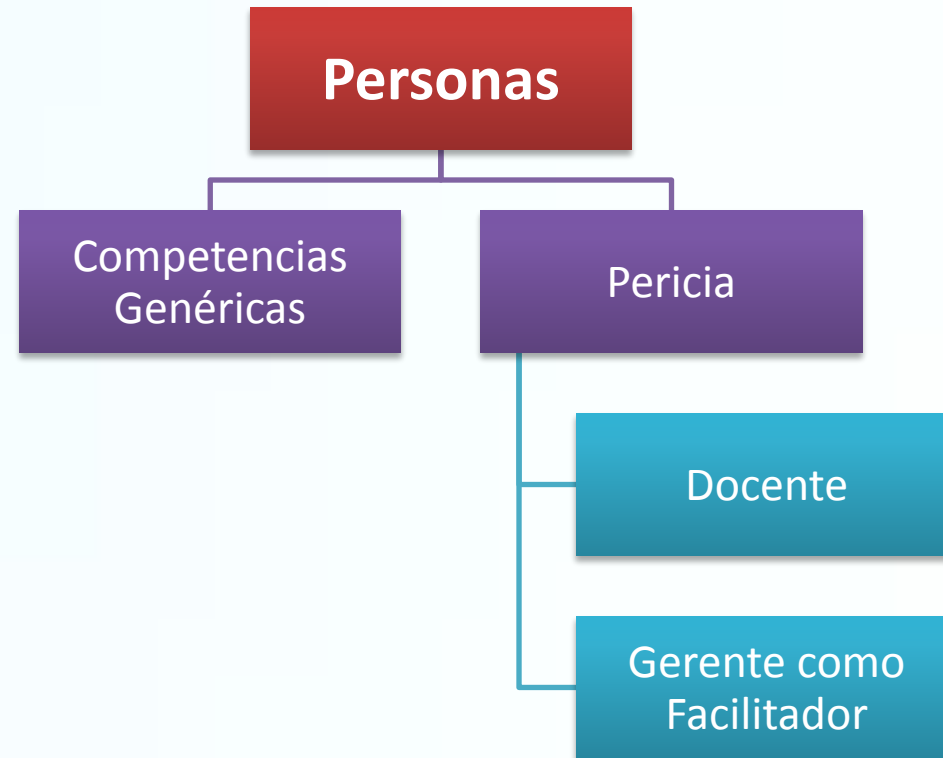 Personas
Competencias
Genéricas
Pericia
Docente
Gerente como
Facilitador